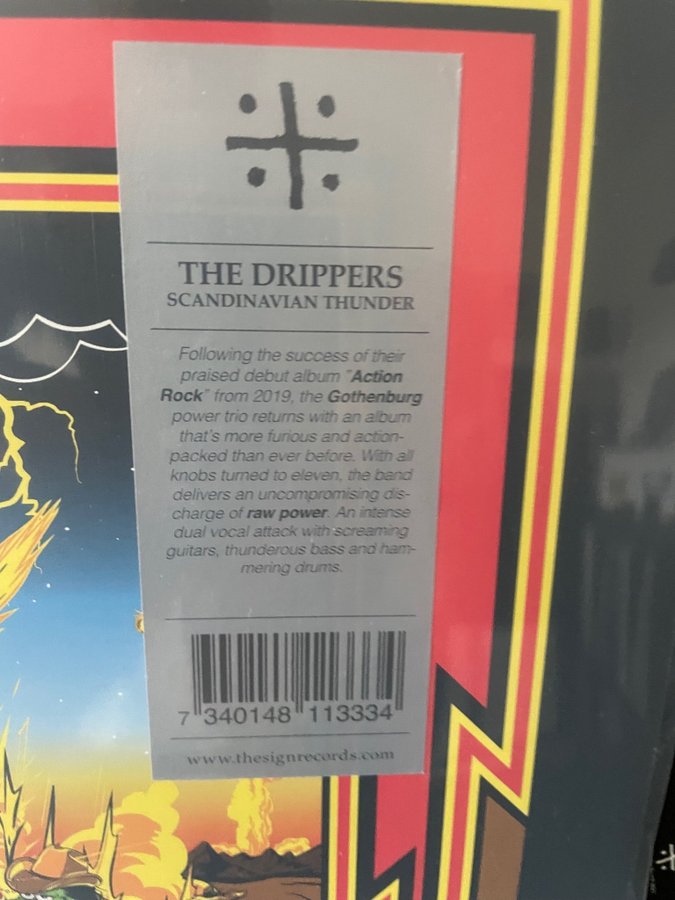 THE DRIPPERS
SCANDINAVIAN THUNDER
Following the success of their
praised debut album "Action
Rock" from 2019, the Gothenburg
power trio returns with an album
that's more furious and action-
packed than ever before. With all
knobs turned to eleven, the band
delivers an uncompromising dis-
charge of raw power. An intense
dual vocal attack with screaming
guitars, thunderous bass and ham-
mering drums.
7 340148 113334
www.thesignrecords.com